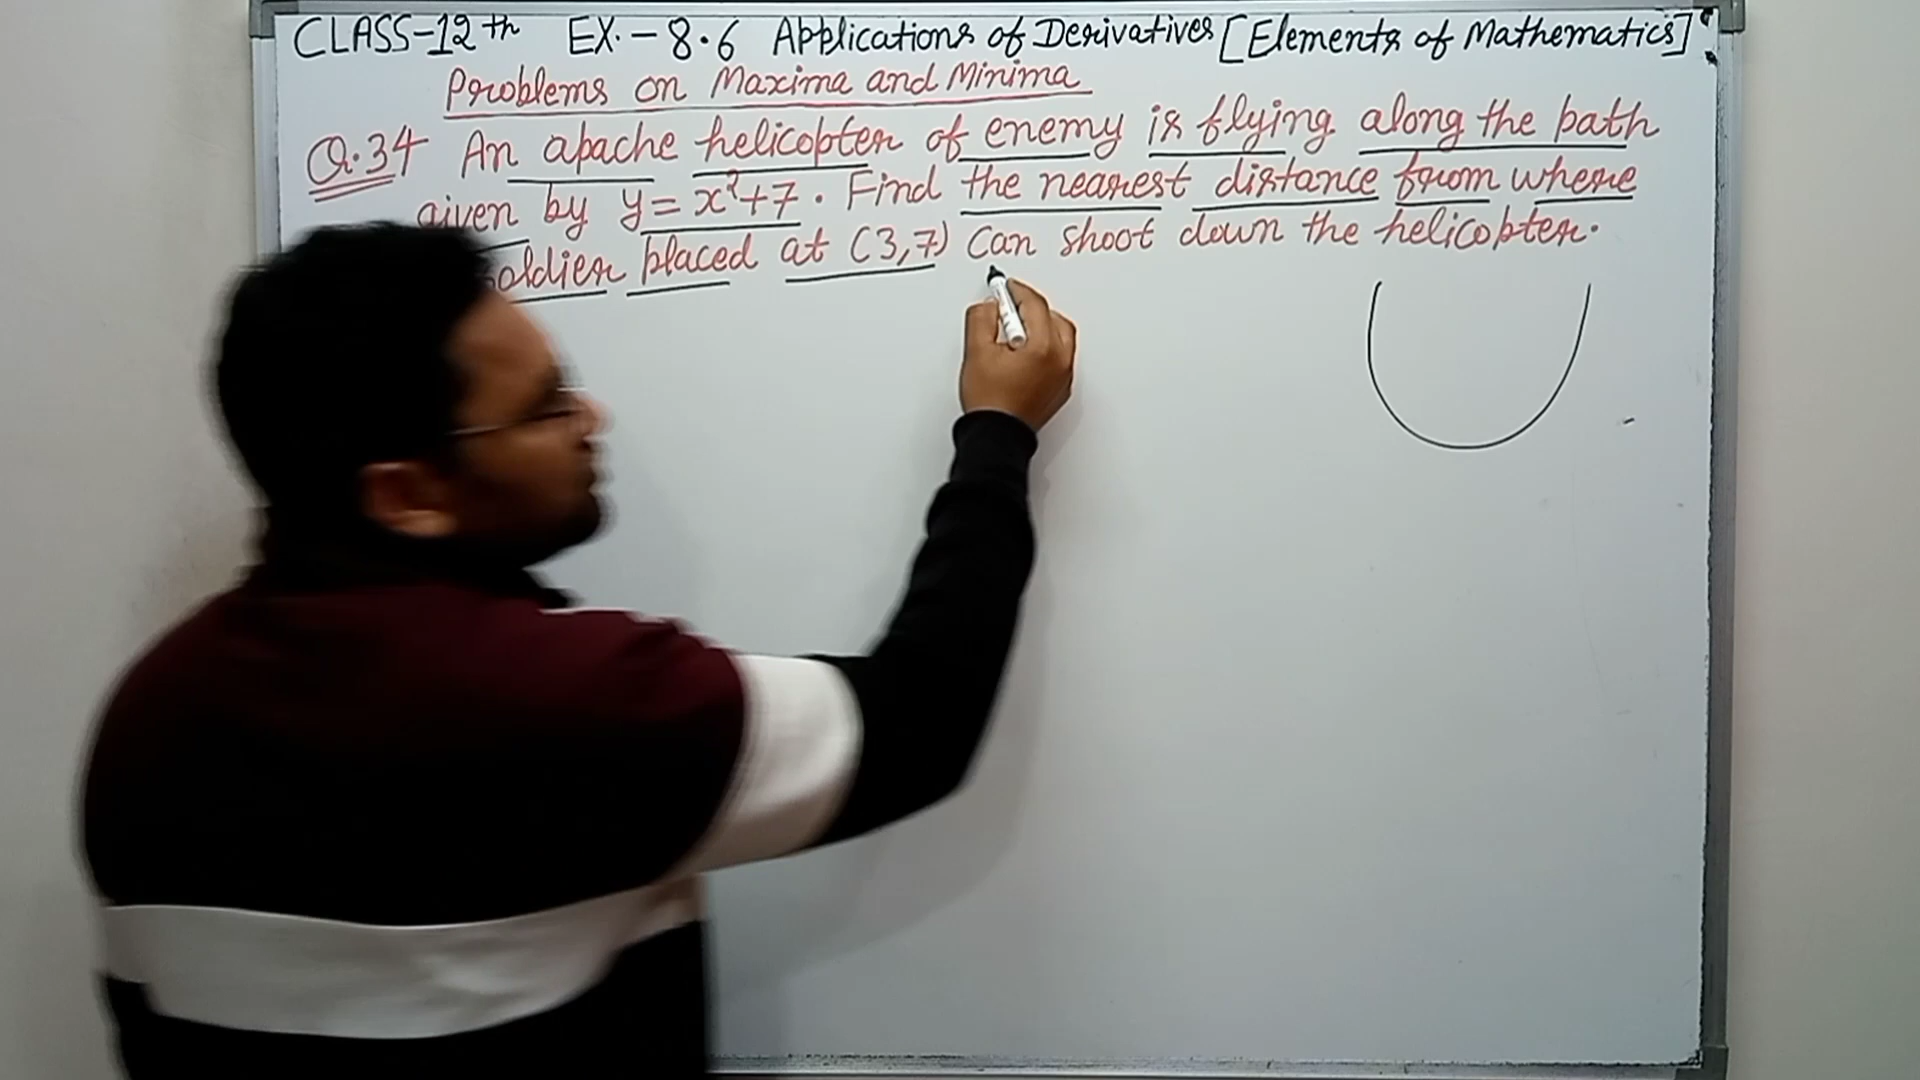 CLASS-12th EX.-8.6 Applications of Derivatives [Elements of Mathematics]
Problems on Maxima and Minima
Q.34 An apache helicopter of enemy is flying along the path
given by y=x²+7. Find the nearest distance from where
soldier placed at (3,7) can shoot down the helicopter.